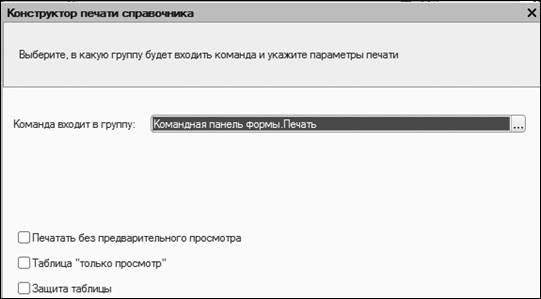 Конструктор печати справочника
Выберите, в какую группу будет входить команда и укажите параметры печати
Команда входит в группу: Командная панель формы.Печать ...
Печатать без предварительного просмотра
Таблица "только просмотр"
Защита таблицы